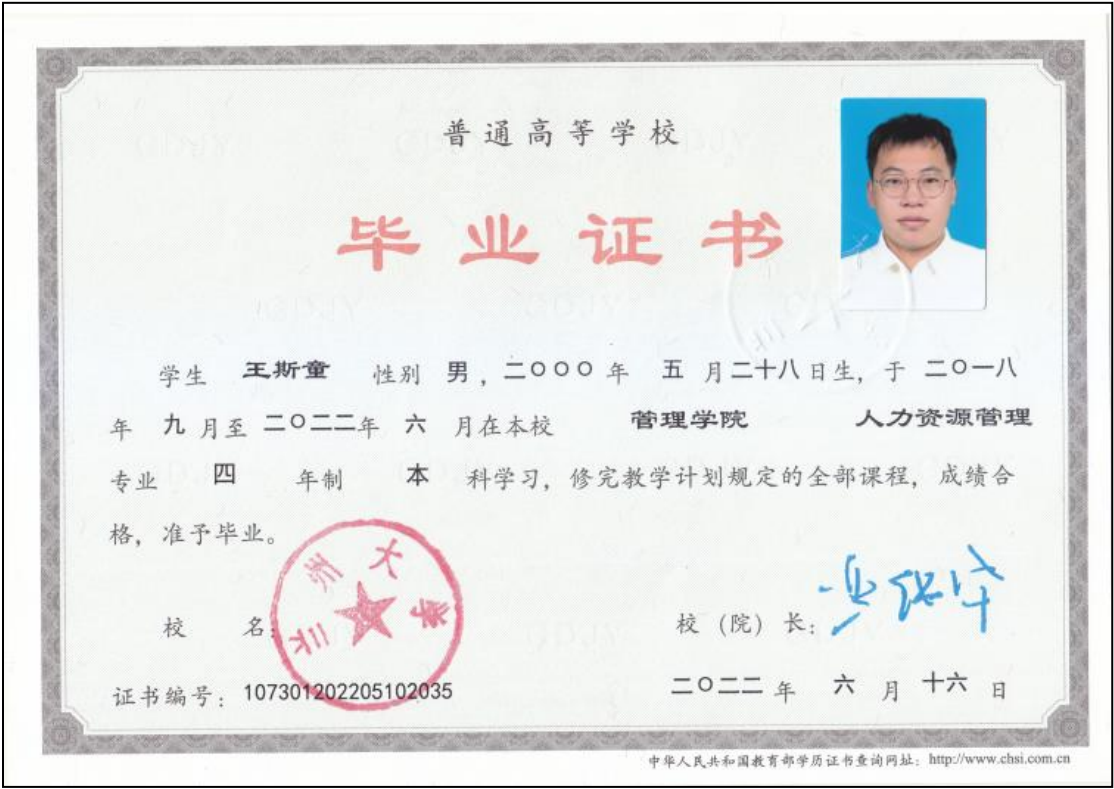 普通高等学校
毕业证书
学生 王斯童 性别 男，二〇〇〇年 五 月二十八日生，于 二〇一八
年 九 月至 二〇二二年 六 月在本校 管理学院 人力资源管理
专业 四 年制 本 科学习，修完教学计划规定的全部课程，成绩合
格，准予毕业。
兰州大学
校 名： 校（院）长：
证书编号：107301202205102035 二〇二二 年 六 月 十六 日
中华人民共和国教育部学历证书查询网址：http://www.chsi.com.cn